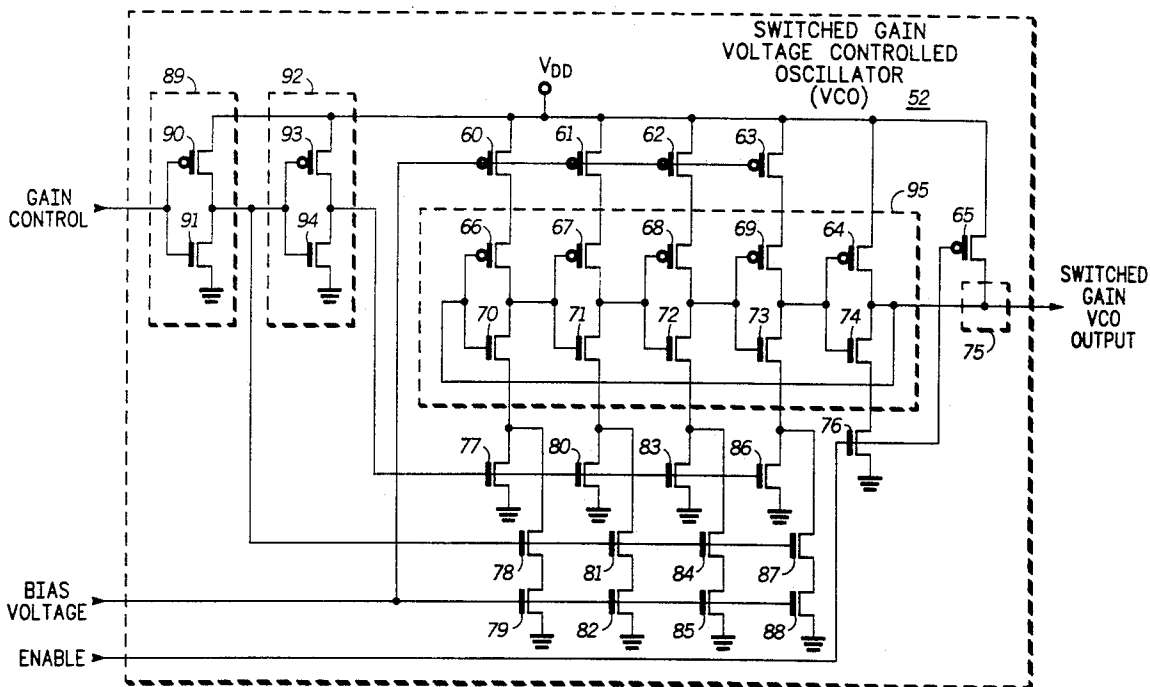 SWITCHED GAIN
VOLTAGE CONTROLLED
OSCILLATOR
(VCO) 52
VDD
89
92
90
93
60
61
62
63
95
GAIN
CONTROL
91
94
66
67
68
69
64
65
SWITCHED
GAIN
VCO
OUTPUT
70
71
72
73
74
75
76
77
80
83
86
78
81
84
87
BIAS
VOLTAGE
79
82
85
88
ENABLE